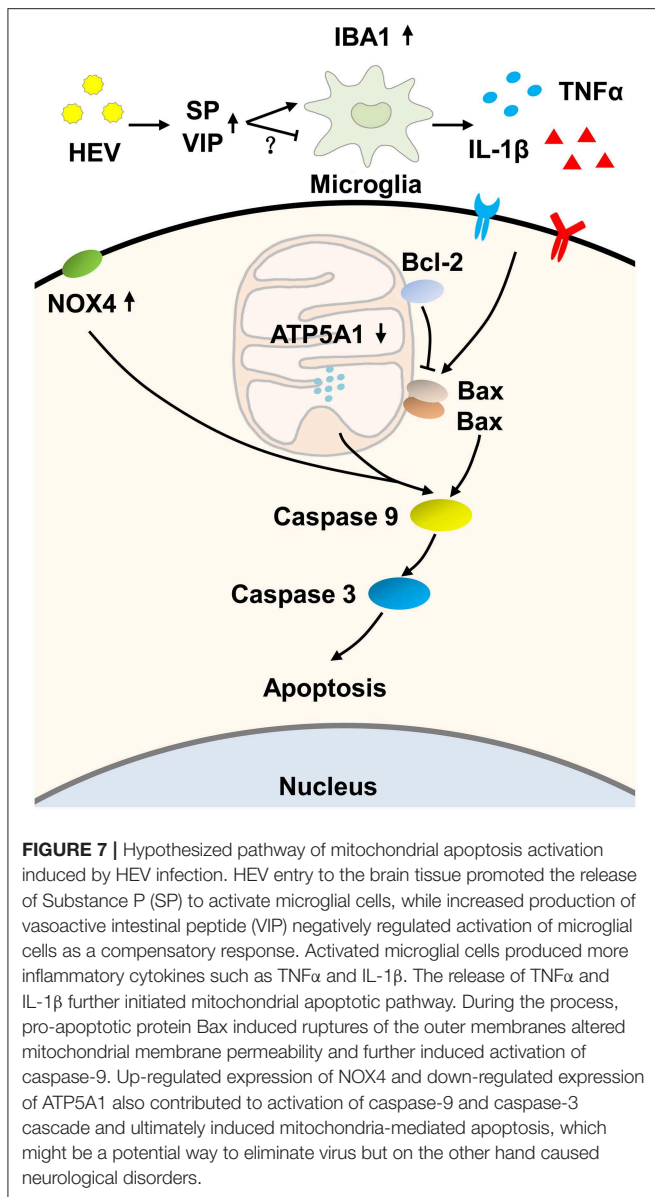 IBA1 ↑
TNFα
SP ↑
VIP
?
HEV
IL-1β
Microglia
Bcl-2
NOX4 ↑
ATP5A1 ↓
Bax
Bax
Caspase 9
Caspase 3
Apoptosis
Nucleus
FIGURE 7 | Hypothesized pathway of mitochondrial apoptosis activation
induced by HEV infection. HEV entry to the brain tissue promoted the release
of Substance P (SP) to activate microglial cells, while increased production of
vasoactive intestinal peptide (VIP) negatively regulated activation of microglial
cells as a compensatory response. Activated microglial cells produced more
inflammatory cytokines such as TNFα and IL-1β. The release of TNFα and
IL-1β further initiated mitochondrial apoptotic pathway. During the process,
pro-apoptotic protein Bax induced ruptures of the outer membranes altered
mitochondrial membrane permeability and further induced activation of
caspase-9. Up-regulated expression of NOX4 and down-regulated expression
of ATP5A1 also contributed to activation of caspase-9 and caspase-3
cascade and ultimately induced mitochondria-mediated apoptosis, which
might be a potential way to eliminate virus but on the other hand caused
neurological disorders.